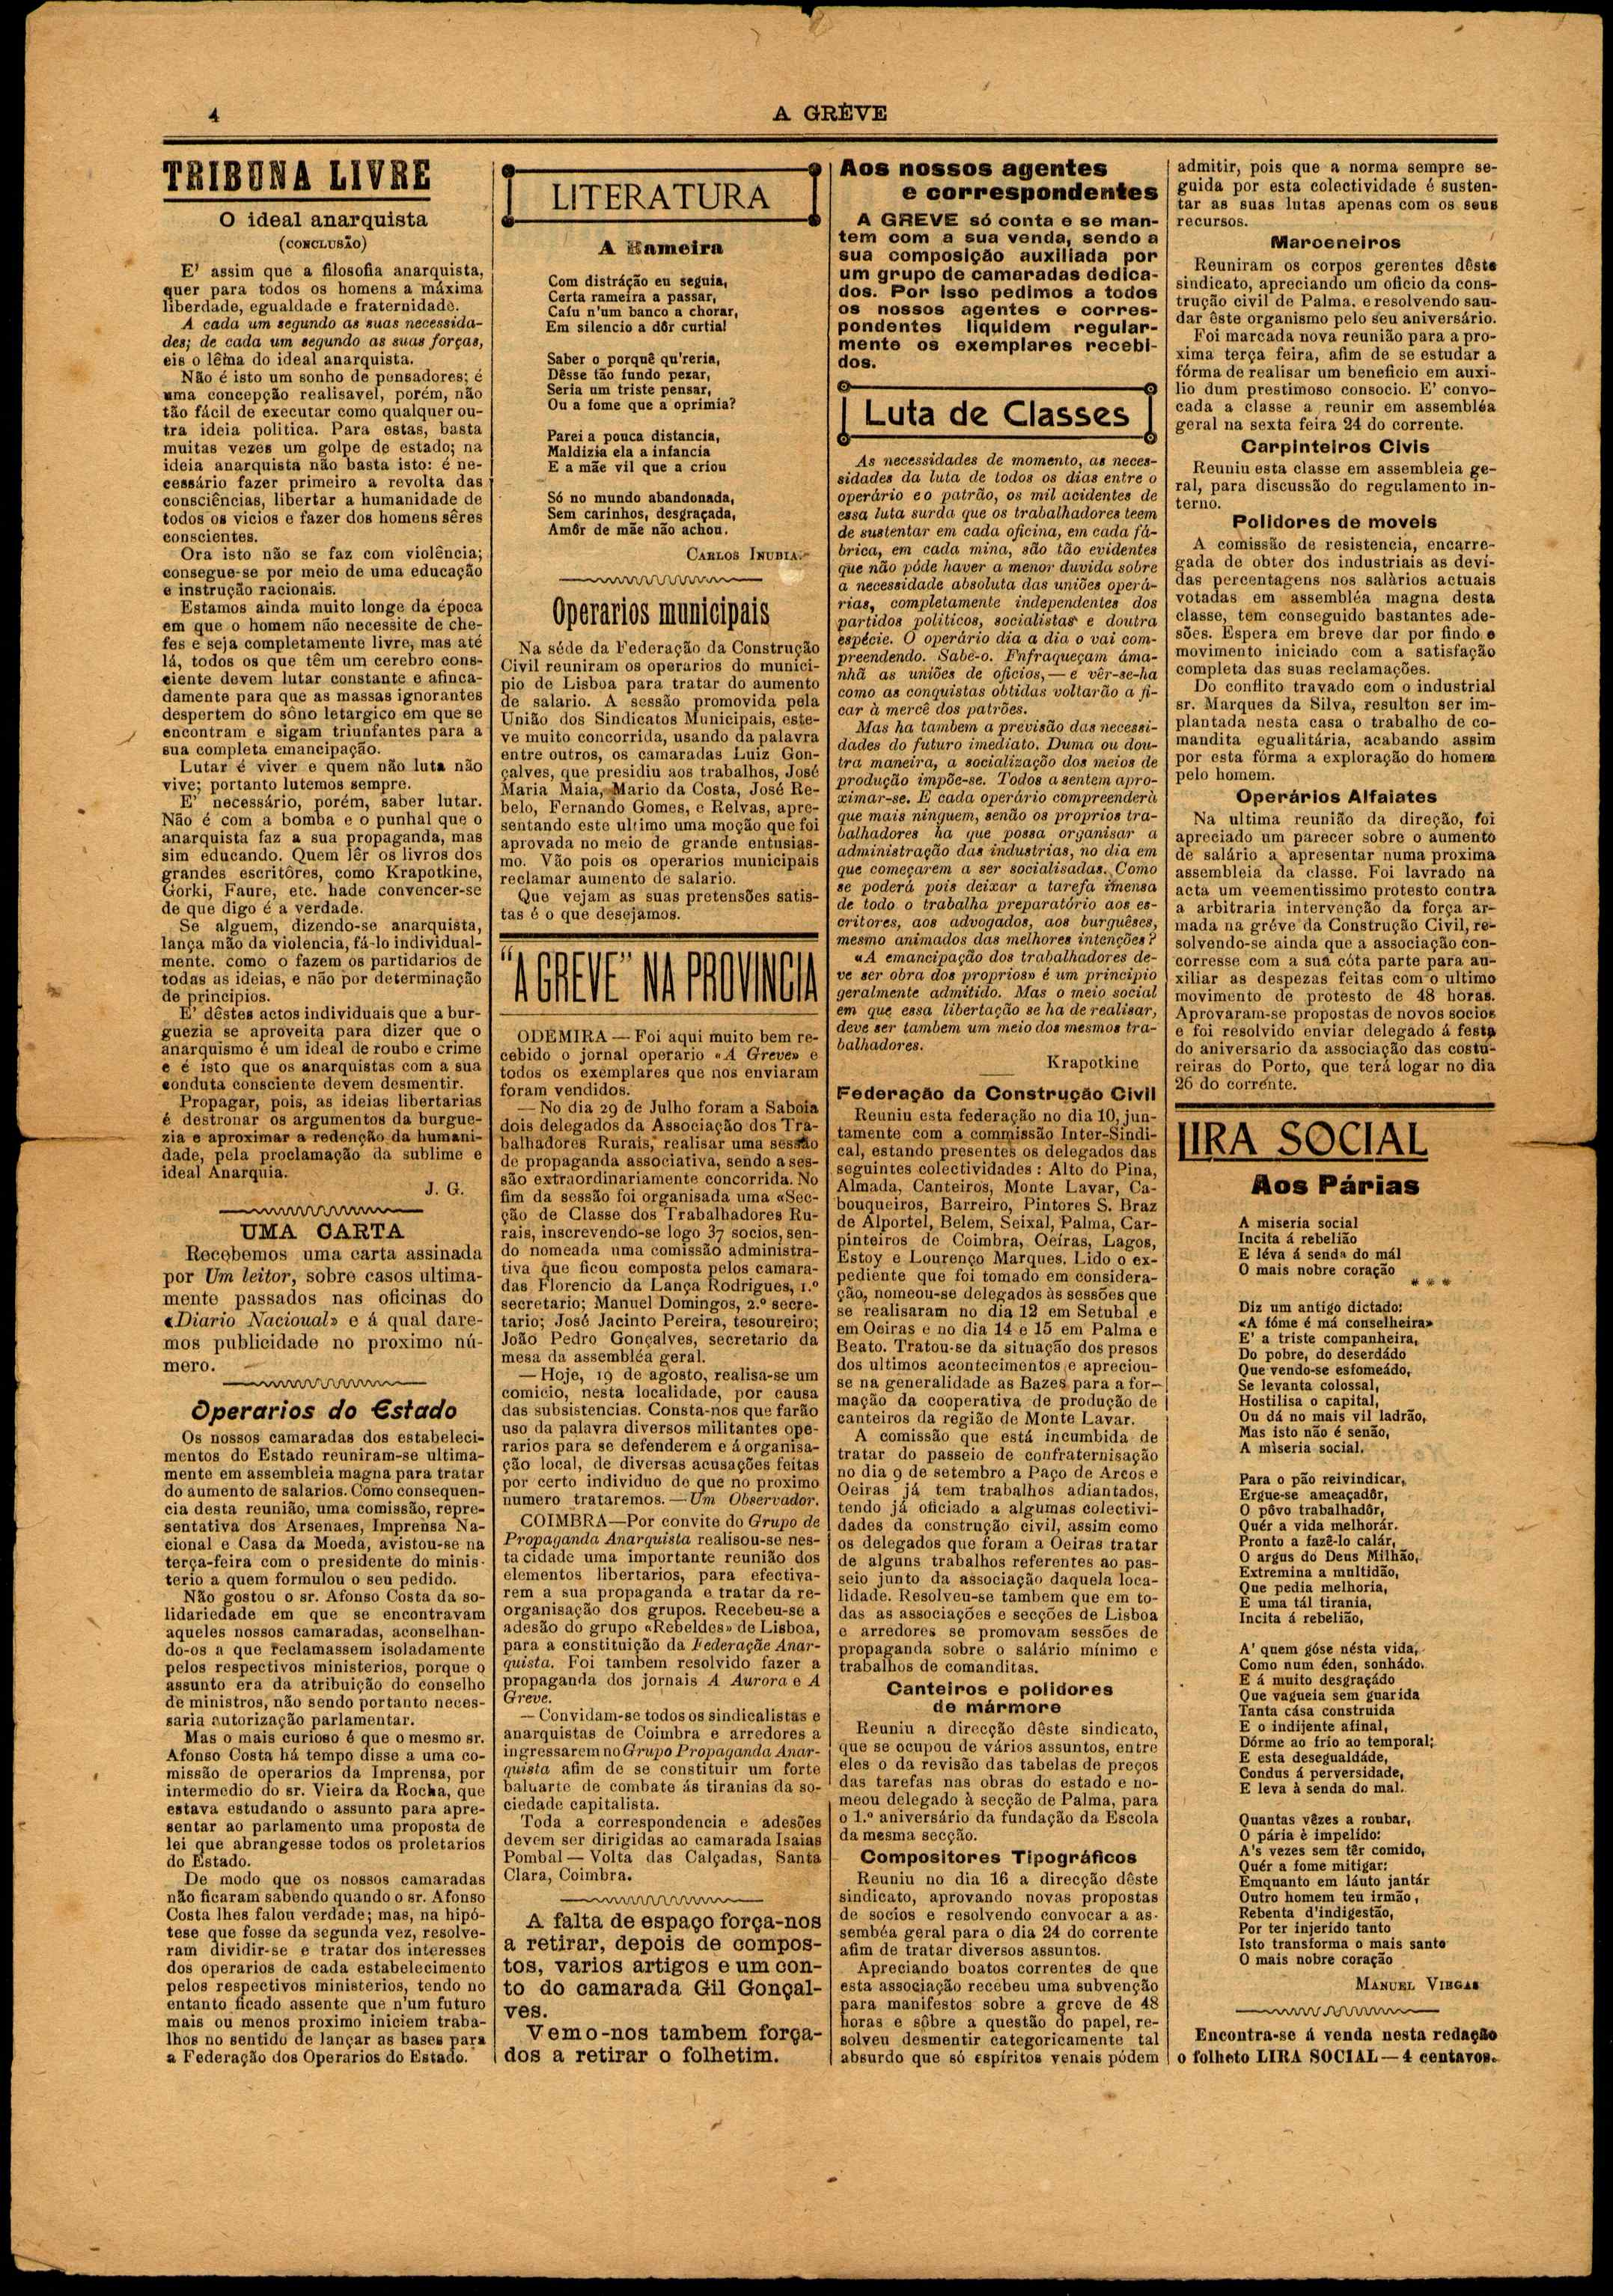 4
A GRÉVE
TRIBUNA LIVRE
O ideal anarquista
(CONCLUSÃO)
E' assim que a filosofia anarquista,
quer para todos os homens a máxima
liberdade, egualdade e fraternidade.
A cada um segundo as suas necessida-
des; de cada um segundo as suas forças,
eis o lêma do ideal anarquista.
Não é isto um sonho de pensadores; é
uma concepção realisavel, porém, não
tão fácil de executar como qualquer ou-
tra ideia politica. Para estas, basta
muitas vezes um golpe de estado; na
ideia anarquista não basta isto: é ne-
cessário fazer primeiro a revolta das
consciências, libertar a humanidade de
todos os vicios e fazer dos homens sêres
conscientes.
Ora isto não se faz com violência;
consegue-se por meio de uma educação
e instrução racionais.
Estamos ainda muito longe da época
em que o homem não necessite de che-
fes e seja completamente livre, mas até
lá, todos os que têm um cerebro cons-
ciente devem lutar constante e afinca-
damente para que as massas ignorantes
despertem do sôno letargico em que se
encontram e sigam triunfantes para a
sua completa emancipação.
Lutar é viver e quem não luta não
vive; portanto lutemos sempre.
E' necessário, porém, saber lutar.
Não é com a bomba e o punhal que o
anarquista faz a sua propaganda, mas
sim educando. Quem lêr os livros dos
grandes escritôres, como Krapotkine,
Gorki, Faure, etc. hade convencer-se
de que digo é a verdade.
Se alguem, dizendo-se anarquista,
lança mão da violencia, fá-lo individual-
mente. como o fazem os partidarios de
todas as ideias, e não por determinação
de principios.
E' dêstes actos individuais que a bur-
guezia se aproveita para dizer que o
anarquismo é um ideal de roubo e crime
e é isto que os anarquistas com a sua
conduta consciente devem desmentir.
Propagar, pois, as ideias libertarias
é destronar os argumentos da burgue-
zia e aproximar a redenção da humani-
dade, pela proclamação da sublime e
ideal Anarquia.
J. G.
UMA CARTA
Recebemos uma carta assinada
por Um leitor, sobre casos ultima-
mente passados nas oficinas do
«Diario Nacioual» e á qual dare-
mos publicidade no proximo nú-
mero.
Operarios do Estado
Os nossos camaradas dos estabeleci-
mentos do Estado reuniram-se ultima-
mente em assembleia magna para tratar
do aumento de salarios. Como consequen-
cia desta reunião, uma comissão, repre-
sentativa dos Arsenaes, Imprensa Na-
cional e Casa da Moeda, avistou-se na
terça-feira com o presidente do minis-
terio a quem formulou o seu pedido.
Não gostou o sr. Afonso Costa da so-
lidariedade em que se encontravam
aqueles nossos camaradas, aconselhan-
do-os a que reclamassem isoladamente
pelos respectivos ministerios, porque o
assunto era da atribuição do conselho
de ministros, não sendo portanto neces-
saria autorização parlamentar.
Mas o mais curioso é que o mesmo sr.
Afonso Costa há tempo disse a uma co-
missão de operarios da Imprensa, por
intermedio do sr. Vieira da Rocha, que
estava estudando o assunto para apre-
sentar ao parlamento uma proposta de
lei que abrangesse todos os proletarios
do Estado.
De modo que os nossos camaradas
não ficaram sabendo quando o sr. Afonso
Costa lhes falou verdade; mas, na hipó-
tese que fosse da segunda vez, resolve-
ram dividir-se e tratar dos interesses
dos operarios de cada estabelecimento
pelos respectivos ministerios, tendo no
entanto ficado assente que n'um futuro
mais ou menos proximo iniciem traba-
lhos no sentido de lançar as bases para
a Federação dos Operarios do Estado.
LITERATURA
A Rameira
Com distráção eu seguia,
Certa rameira a passar,
Caíu n'um banco a chorar,
Em silencio a dôr curtia!
Saber o porquê qu'reria,
Dêsse tão fundo pezar,
Seria um triste pensar,
Ou a fome que a oprimia?
Parei a pouca distancia,
Maldizia ela a infancia
E a mãe vil que a criou
Só no mundo abandonada,
Sem carinhos, desgraçada,
Amôr de mãe não achou.
CARLOS INUBIA.
Operarios municipais
Na séde da Federação da Construção
Civil reuniram os operarios do munici-
pio de Lisboa para tratar do aumento
de salario. A sessão promovida pela
União dos Sindicatos Municipais, este-
ve muito concorrida, usando da palavra
entre outros, os camaradas Luiz Gon-
çalves, que presidiu aos trabalhos, José
Maria Maia, Mario da Costa, José Re-
belo, Fernando Gomes, e Relvas, apre-
sentando este ultimo uma moção que foi
aprovada no meio de grande entusias-
mo. Vão pois os operarios municipais
reclamar aumento de salario.
Que vejam as suas pretensões satis-
tas é o que desejamos.
"A GREVE" NA PROVINCIA
ODEMIRA — Foi aqui muito bem re-
cebido o jornal operario «A Greve» e
todos os exemplares que nos enviaram
foram vendidos.
— No dia 29 de Julho foram a Saboia
dois delegados da Associação dos Tra-
balhadores Rurais, realisar uma sessão
de propaganda associativa, sendo a ses-
são extraordinariamente concorrida. No
fim da sessão foi organisada uma «Sec-
ção de Classe dos Trabalhadores Ru-
rais, inscrevendo-se logo 37 socios, sen-
do nomeada uma comissão administra-
tiva que ficou composta pelos camara-
das Florencio da Lança Rodrigues, 1.º
secretario; Manuel Domingos, 2.º secre-
tario; José Jacinto Pereira, tesoureiro;
João Pedro Gonçalves, secretario da
mesa da assembléa geral.
— Hoje, 19 de agosto, realisa-se um
comicio, nesta localidade, por causa
das subsistencias. Consta-nos que farão
uso da palavra diversos militantes ope-
rarios para se defenderem e á organisa-
ção local, de diversas acusações feitas
por certo individuo de que no proximo
numero trataremos. — Um Observador.
COIMBRA—Por convite do Grupo de
Propaganda Anarquista realisou-se nes-
ta cidade uma importante reunião dos
elementos libertarios, para efectiva-
rem a sua propaganda e tratar da re-
organisação dos grupos. Recebeu-se a
adesão do grupo «Rebeldes» de Lisboa,
para a constituição da Federaçãe Anar-
quista. Foi tambem resolvido fazer a
propaganda dos jornais A Aurora e A
Greve.
— Convidam-se todos os sindicalistas e
anarquistas de Coimbra e arredores a
ingressarem no Grupo Propaganda Anar-
quista afim de se constituir um forte
baluarte de combate ás tiranias da so-
ciedade capitalista.
Toda a correspondencia e adesões
devem ser dirigidas ao camarada Isaias
Pombal — Volta das Calçadas, Santa
Clara, Coimbra.
A falta de espaço força-nos
a retirar, depois de compos-
tos, varios artigos e um con-
to do camarada Gil Gonçal-
ves.
Vemo-nos tambem força-
dos a retirar o folhetim.
Aos nossos agentes
e correspondentes
A GREVE só conta e se man-
tem com a sua venda, sendo a
sua composição auxiliada por
um grupo de camaradas dedica-
dos. Por isso pedimos a todos
os nossos agentes e corres-
pondentes liquidem regular-
mente os exemplares recebi-
dos.
Luta de Classes
As necessidades de momento, as neces-
sidades da luta de todos os dias entre o
operário e o patrão, os mil acidentes de
essa luta surda que os trabalhadores teem
de sustentar em cada oficina, em cada fá-
brica, em cada mina, são tão evidentes
que não póde haver a menor duvida sobre
a necessidade absoluta das uniões operá-
rias, completamente independentes dos
partidos politicos, socialistas e doutra
espécie. O operário dia a dia o vai com-
preendendo. Sabe-o. Enfraqueçam áma-
nhã as uniões de oficios, — e vêr-se-ha
como as conquistas obtidas voltarão a fi-
car à mercê dos patrões.
Mas ha tambem a previsão das necessi-
dades do futuro imediato. Duma ou dou-
tra maneira, a socialização dos meios de
produção impõe-se. Todos a sentem apro-
ximar-se. E cada operário compreenderà
que mais ninguem, senão os proprios tra-
balhadores ha que possa organisar a
administração das industrias, no dia em
que começarem a ser socialisadas. Como
se poderá pois deixar a tarefa imensa
de todo o trabalha preparatório aos es-
critores, aos advogados, aos burguêses,
mesmo animados das melhores intenções?
«A emancipação dos trabalhadores de-
ve ser obra dos proprios» é um principio
geralmente admitido. Mas o meio social
em que essa libertação se ha de realisar,
deve ser tambem um meio dos mesmos tra-
balhadores.
Krapotkine
Federação da Construção Civil
Reuniu esta federação no dia 10, jun-
tamente com a commissão Inter-Sindi-
cal, estando presentes os delegados das
seguintes colectividades: Alto do Pina,
Almada, Canteiros, Monte Lavar, Ca-
bouqueiros, Barreiro, Pintores S. Braz
de Alportel, Belem, Seixal, Palma, Car-
pinteiros de Coimbra, Oeíras, Lagos,
Estoy e Lourenço Marques. Lido o ex-
pediente que foi tomado em considera-
ção, nomeou-se delegados às sessões que
se realisaram no dia 12 em Setubal e
em Oeiras e no dia 14 e 15 em Palma e
Beato. Tratou-se da situação dos presos
dos ultimos acontecimentos e apreciou-
se na generalidade as Bazes para a for-
mação da cooperativa de produção de
canteiros da região de Monte Lavar.
A comissão que está incumbida de
tratar do passeio de confraternisação
no dia 9 de setembro a Paço de Arcos e
Oeiras já tem trabalhos adiantados,
tendo já oficiado a algumas colectivi-
dades da construção civil, assim como
os delegados que foram a Oeiras tratar
de alguns trabalhos referentes ao pas-
seio junto da associação daquela loca-
lidade. Resolveu-se tambem que em to-
das as associações e secções de Lisboa
e arredores se promovam sessões de
propaganda sobre o salário mínimo e
trabalhos de comanditas.
Canteiros e polidores
de mármore
Reuniu a direcção dêste sindicato,
que se ocupou de vários assuntos, entre
eles o da revisão das tabelas de preços
das tarefas nas obras do estado e no-
meou delegado à secção de Palma, para
o 1.º aniversário da fundação da Escola
da mesma secção.
Compositores Tipográficos
Reuniu no dia 16 a direcção dêste
sindicato, aprovando novas propostas
de socios e resolvendo convocar a as-
sembéa geral para o dia 24 do corrente
afim de tratar diversos assuntos.
Apreciando boatos correntes de que
esta associação recebeu uma subvenção
para manifestos sobre a greve de 48
horas e sôbre a questão do papel, re-
solveu desmentir categoricamente tal
absurdo que só espíritos venais pódem
admitir, pois que a norma sempre se-
guida por esta colectividade é susten-
tar as suas lutas apenas com os seus
recursos.
Marceneiros
Reuniram os corpos gerentes dêste
sindicato, apreciando um oficio da cons-
trução civil de Palma. e resolvendo sau-
dar êste organismo pelo seu aniversário.
Foi marcada nova reunião para a pro-
xima terça feira, afim de se estudar a
fórma de realisar um beneficio em auxi-
lio dum prestimoso consocio. E' convo-
cada a classe a reunir em assembléa
geral na sexta feira 24 do corrente.
Carpinteiros Civis
Reuniu esta classe em assembleia ge-
ral, para discussão do regulamento in-
terno.
Polidores de moveis
A comissão de resistencia, encarre-
gada de obter dos industriais as devi-
das percentagens nos salàrios actuais
votadas em assembléa magna desta
classe, tem conseguido bastantes ade-
sões. Espera em breve dar por findo o
movimento iniciado com a satisfação
completa das suas reclamações.
Do conflito travado com o industrial
sr. Marques da Silva, resultou ser im-
plantada nesta casa o trabalho de co-
mandita egualitária, acabando assim
por esta fórma a exploração do homem
pelo homem.
Operários Alfaiates
Na ultima reunião da direção, foi
apreciado um parecer sobre o aumento
de salário a apresentar numa proxima
assembleia da classe. Foi lavrado na
acta um veementissimo protesto contra
a arbitraria intervenção da força ar-
mada na gréve da Construção Civil, re-
solvendo-se ainda que a associação con-
corresse com a sua cóta parte para au-
xiliar as despezas feitas com o ultimo
movimento de protesto de 48 horas.
Aprovaram-se propostas de novos socios
e foi resolvido enviar delegado á festa
do aniversario da associação das costu-
reiras do Porto, que terá logar no dia
26 do corrente.
LIRA SOCIAL
Aos Párias
A miseria social
Incita á rebelião
E léva á senda do mál
O mais nobre coração
* * *
Diz um antigo dictado:
«A fóme é má conselheira»
E' a triste companheira,
Do pobre, do deserdádo
Que vendo-se esfomeádo,
Se levanta colossal,
Hostilisa o capital,
Ou dá no mais vil ladrão,
Mas isto não é senão,
A miseria social.
Para o pão reivindicar,
Ergue-se ameaçadôr,
O pôvo trabalhadôr,
Quér a vida melhorár.
Pronto a fazê-lo calár,
O argus do Deus Milhão,
Extremina a multidão,
Que pedia melhoria,
E uma tál tirania,
Incita á rebelião,
A' quem góse nésta vida,
Como num éden, sonhádo.
E á muito desgraçádo
Que vagueia sem guarida
Tanta cása construida
E o indijente afinal,
Dórme ao frio ao temporal;
E esta desegualdáde,
Condus á perversidade,
E leva à senda do mal.
Quantas vêzes a roubar,
O pária è impelido:
A's vezes sem têr comido,
Quér a fome mitigar:
Emquanto em láuto jantár
Outro homem teu irmão,
Rebenta d'indigestão,
Por ter injerido tanto
Isto transforma o mais santo
O mais nobre coração
MANUEL VIEGAS
Encontra-se á venda nesta redação
o folheto LIRA SOCIAL — 4 centavos.